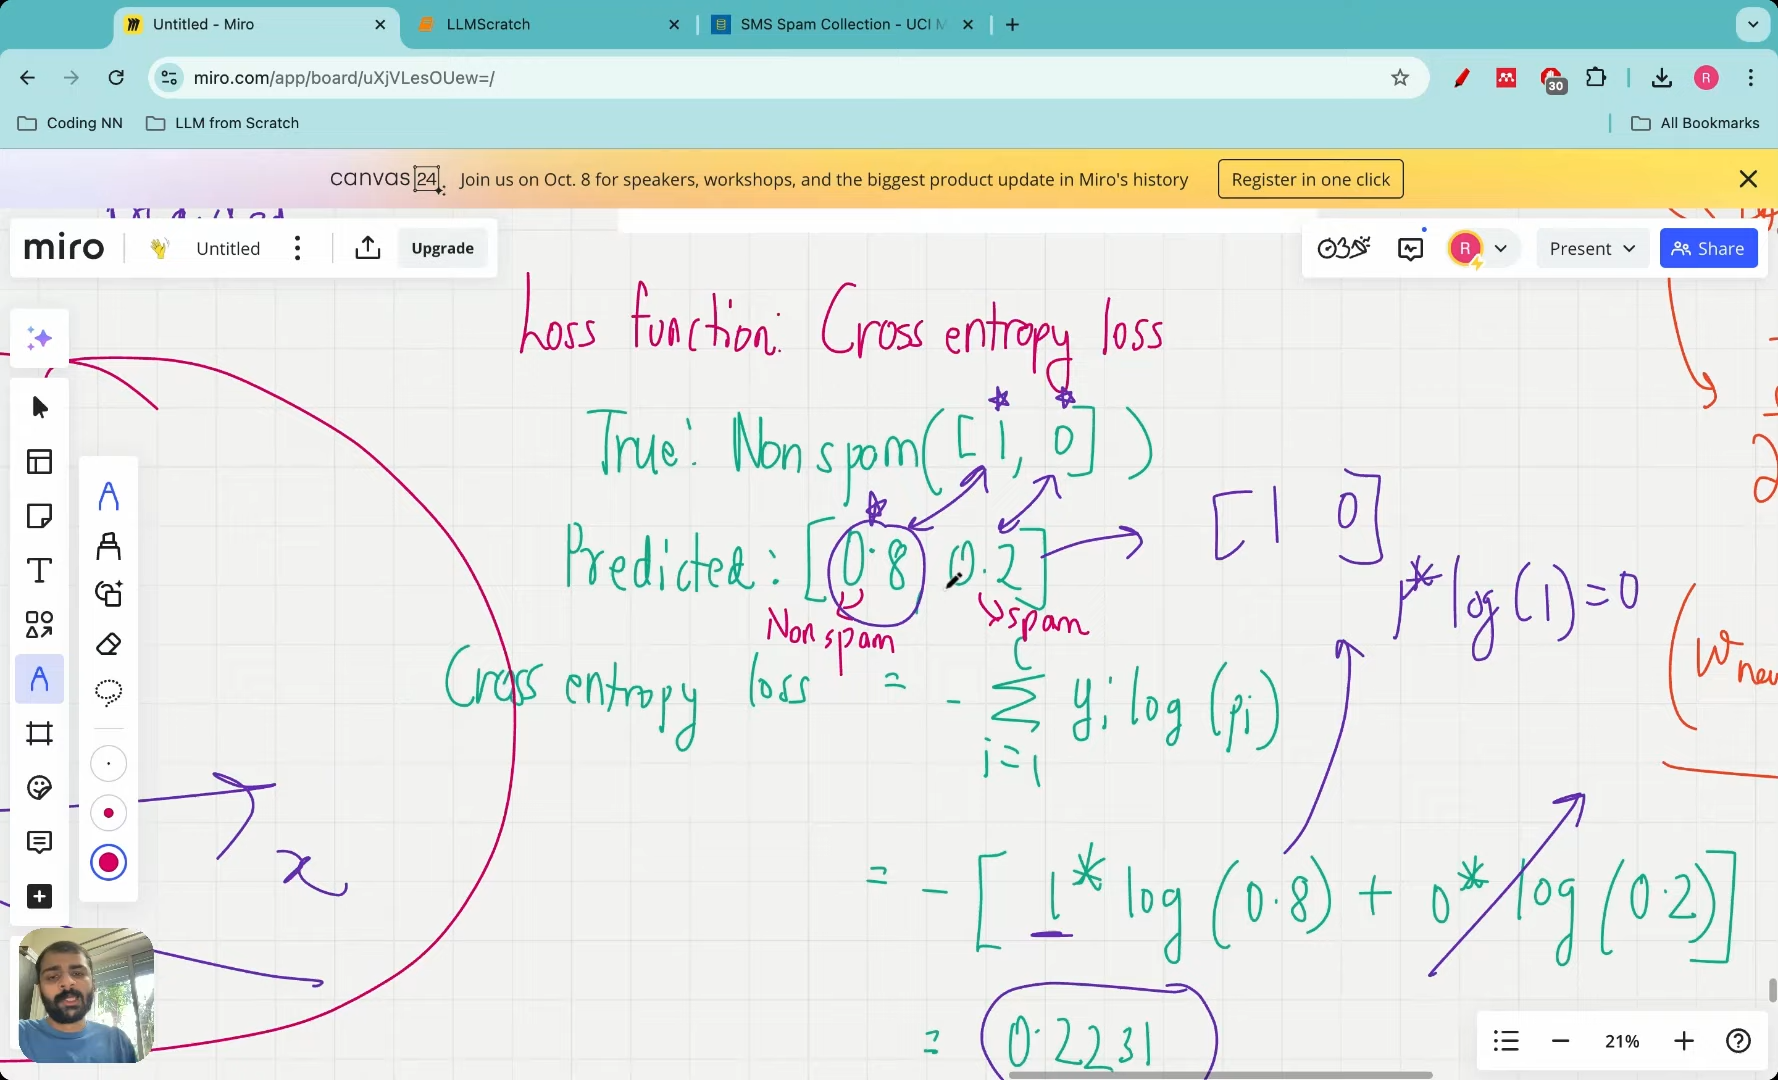 Untitled - Miro
LLMScratch
SMS Spam Collection - UCI M
miro.com/app/board/uXjVLesOUew=/
30
R
Coding NN
LLM from Scratch
All Bookmarks
canvas 24
Join us on Oct. 8 for speakers, workshops, and the biggest product update in Miro's history
Register in one click
miro
Untitled
Upgrade
R
Present
Share
Loss function: Cross entropy loss
True: Non spam([1, 0])
Predicted: [0.8, 0.2]
[1 0]
Non spam
spam
1* log(1)=0
Cross entropy loss = - C Σ i=1 yi log (pi)
Wnew
= - [1* log (0.8) + 0* log (0.2)]
x
= 0.2231
21%